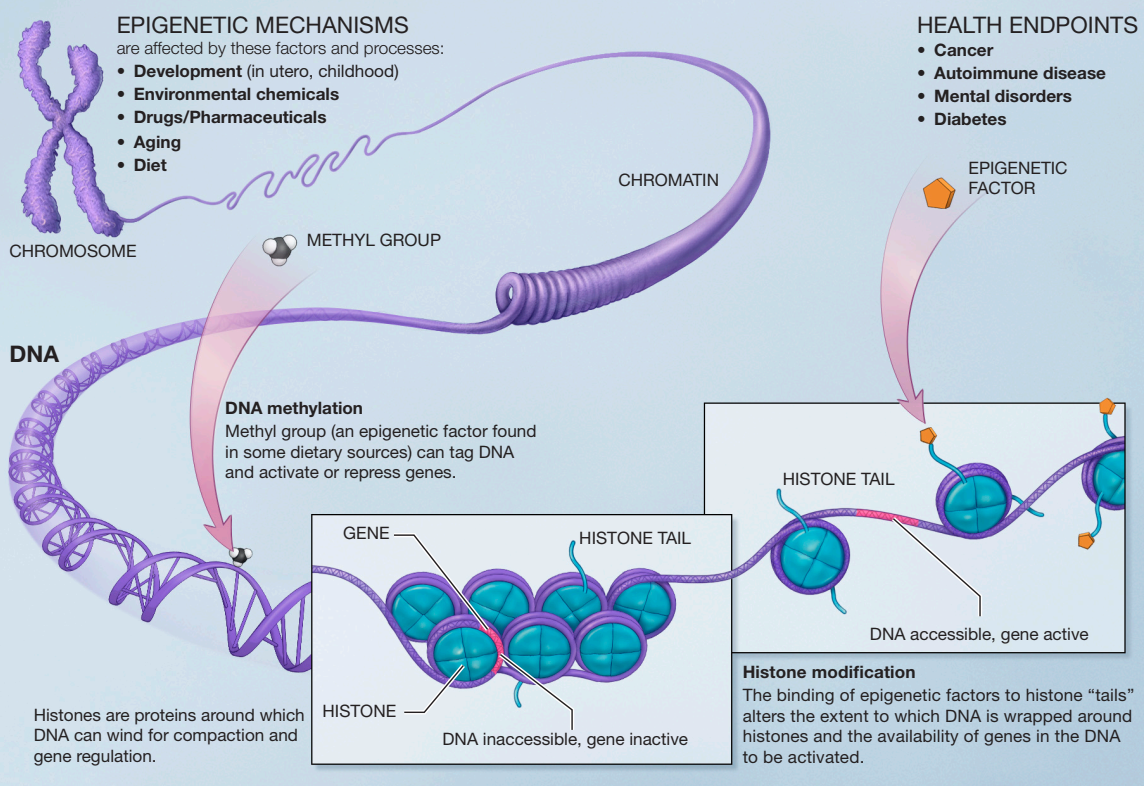 EPIGENETIC MECHANISMS
are affected by these factors and processes:
• Development (in utero, childhood)
• Environmental chemicals
• Drugs/Pharmaceuticals
• Aging
• Diet
HEALTH ENDPOINTS
• Cancer
• Autoimmune disease
• Mental disorders
• Diabetes
EPIGENETIC
FACTOR
CHROMATIN
CHROMOSOME
METHYL GROUP
DNA
DNA methylation
Methyl group (an epigenetic factor found
in some dietary sources) can tag DNA
and activate or repress genes.
HISTONE TAIL
DNA accessible, gene active
GENE
HISTONE TAIL
HISTONE
DNA inaccessible, gene inactive
Histones are proteins around which
DNA can wind for compaction and
gene regulation.
Histone modification
The binding of epigenetic factors to histone “tails”
alters the extent to which DNA is wrapped around
histones and the availability of genes in the DNA
to be activated.